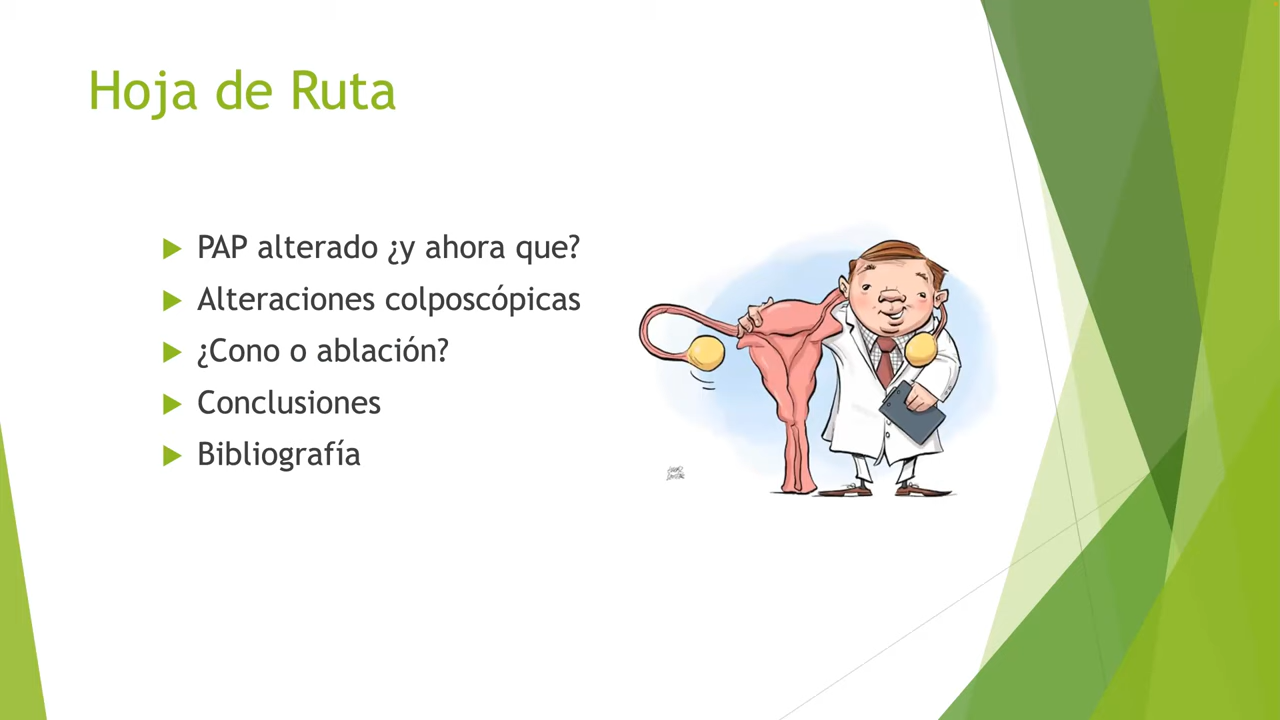 Hoja de Ruta
PAP alterado ¿y ahora que?
Alteraciones colposcópicas
¿Cono o ablación?
Conclusiones
Bibliografía